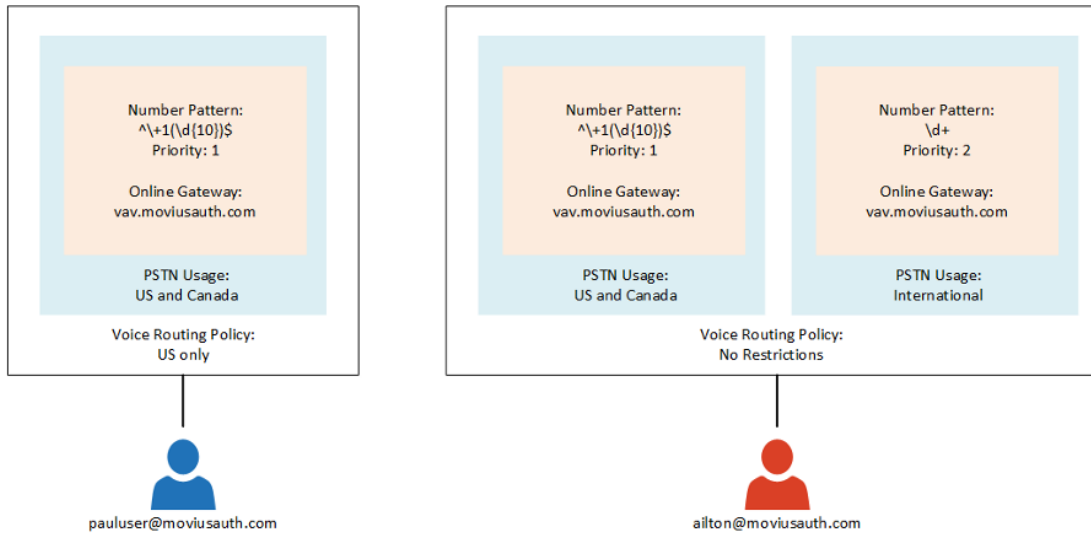 Number Pattern:
^\+1(\d{10})$
Priority: 1
Online Gateway:
vav.moviusauth.com
PSTN Usage:
US and Canada
Voice Routing Policy:
US only
pauluser@moviusauth.com
Number Pattern:
^\+1(\d{10})$
Priority: 1
Online Gateway:
vav.moviusauth.com
PSTN Usage:
US and Canada
Number Pattern:
\d+
Priority: 2
Online Gateway:
vav.moviusauth.com
PSTN Usage:
International
Voice Routing Policy:
No Restrictions
ailton@moviusauth.com